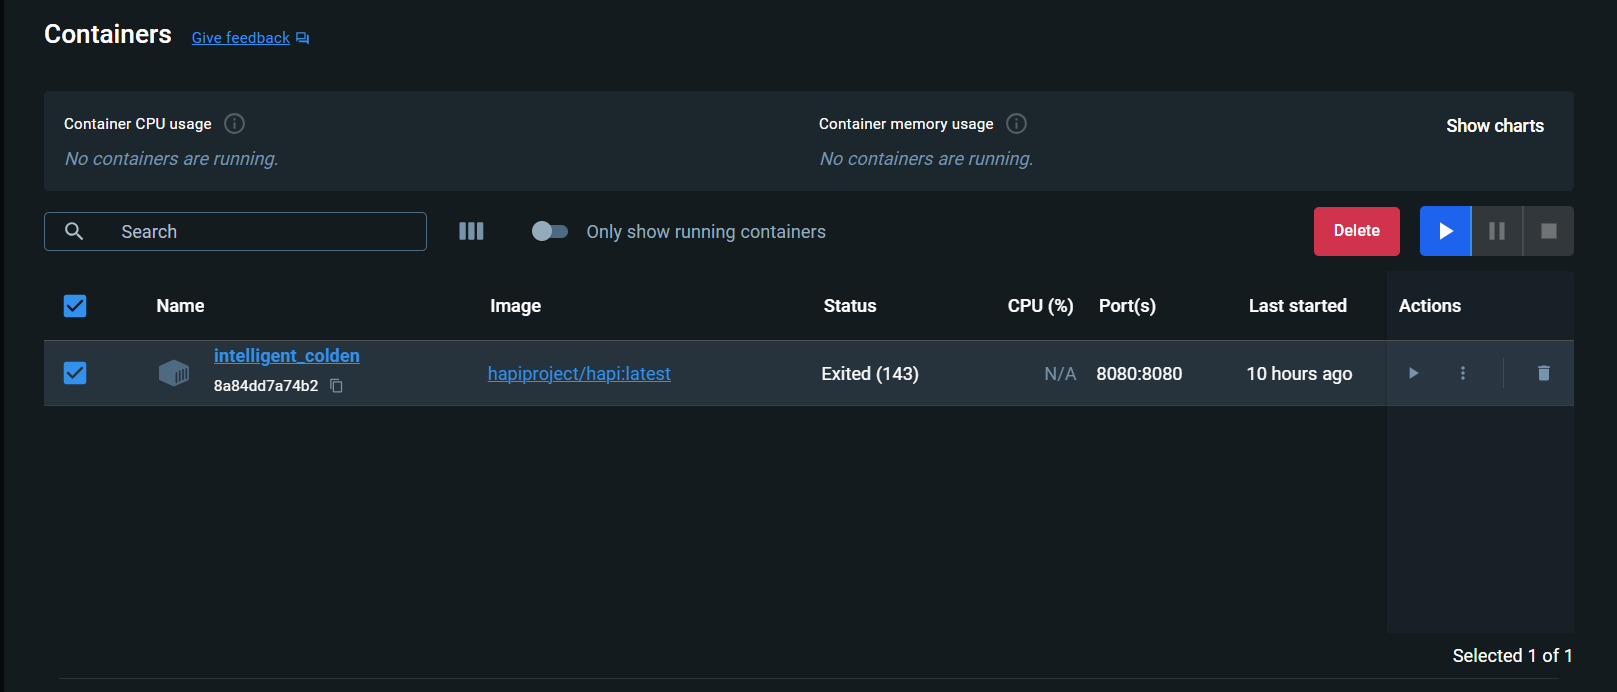 Containers Give feedback
Container CPU usage Container memory usage Show charts
No containers are running. No containers are running.
Search Only show running containers Delete
Name Image Status CPU (%) Port(s) Last started Actions
intelligent_colden
8a84dd7a74b2 hapiproject/hapi:latest Exited (143) N/A 8080:8080 10 hours ago
Selected 1 of 1